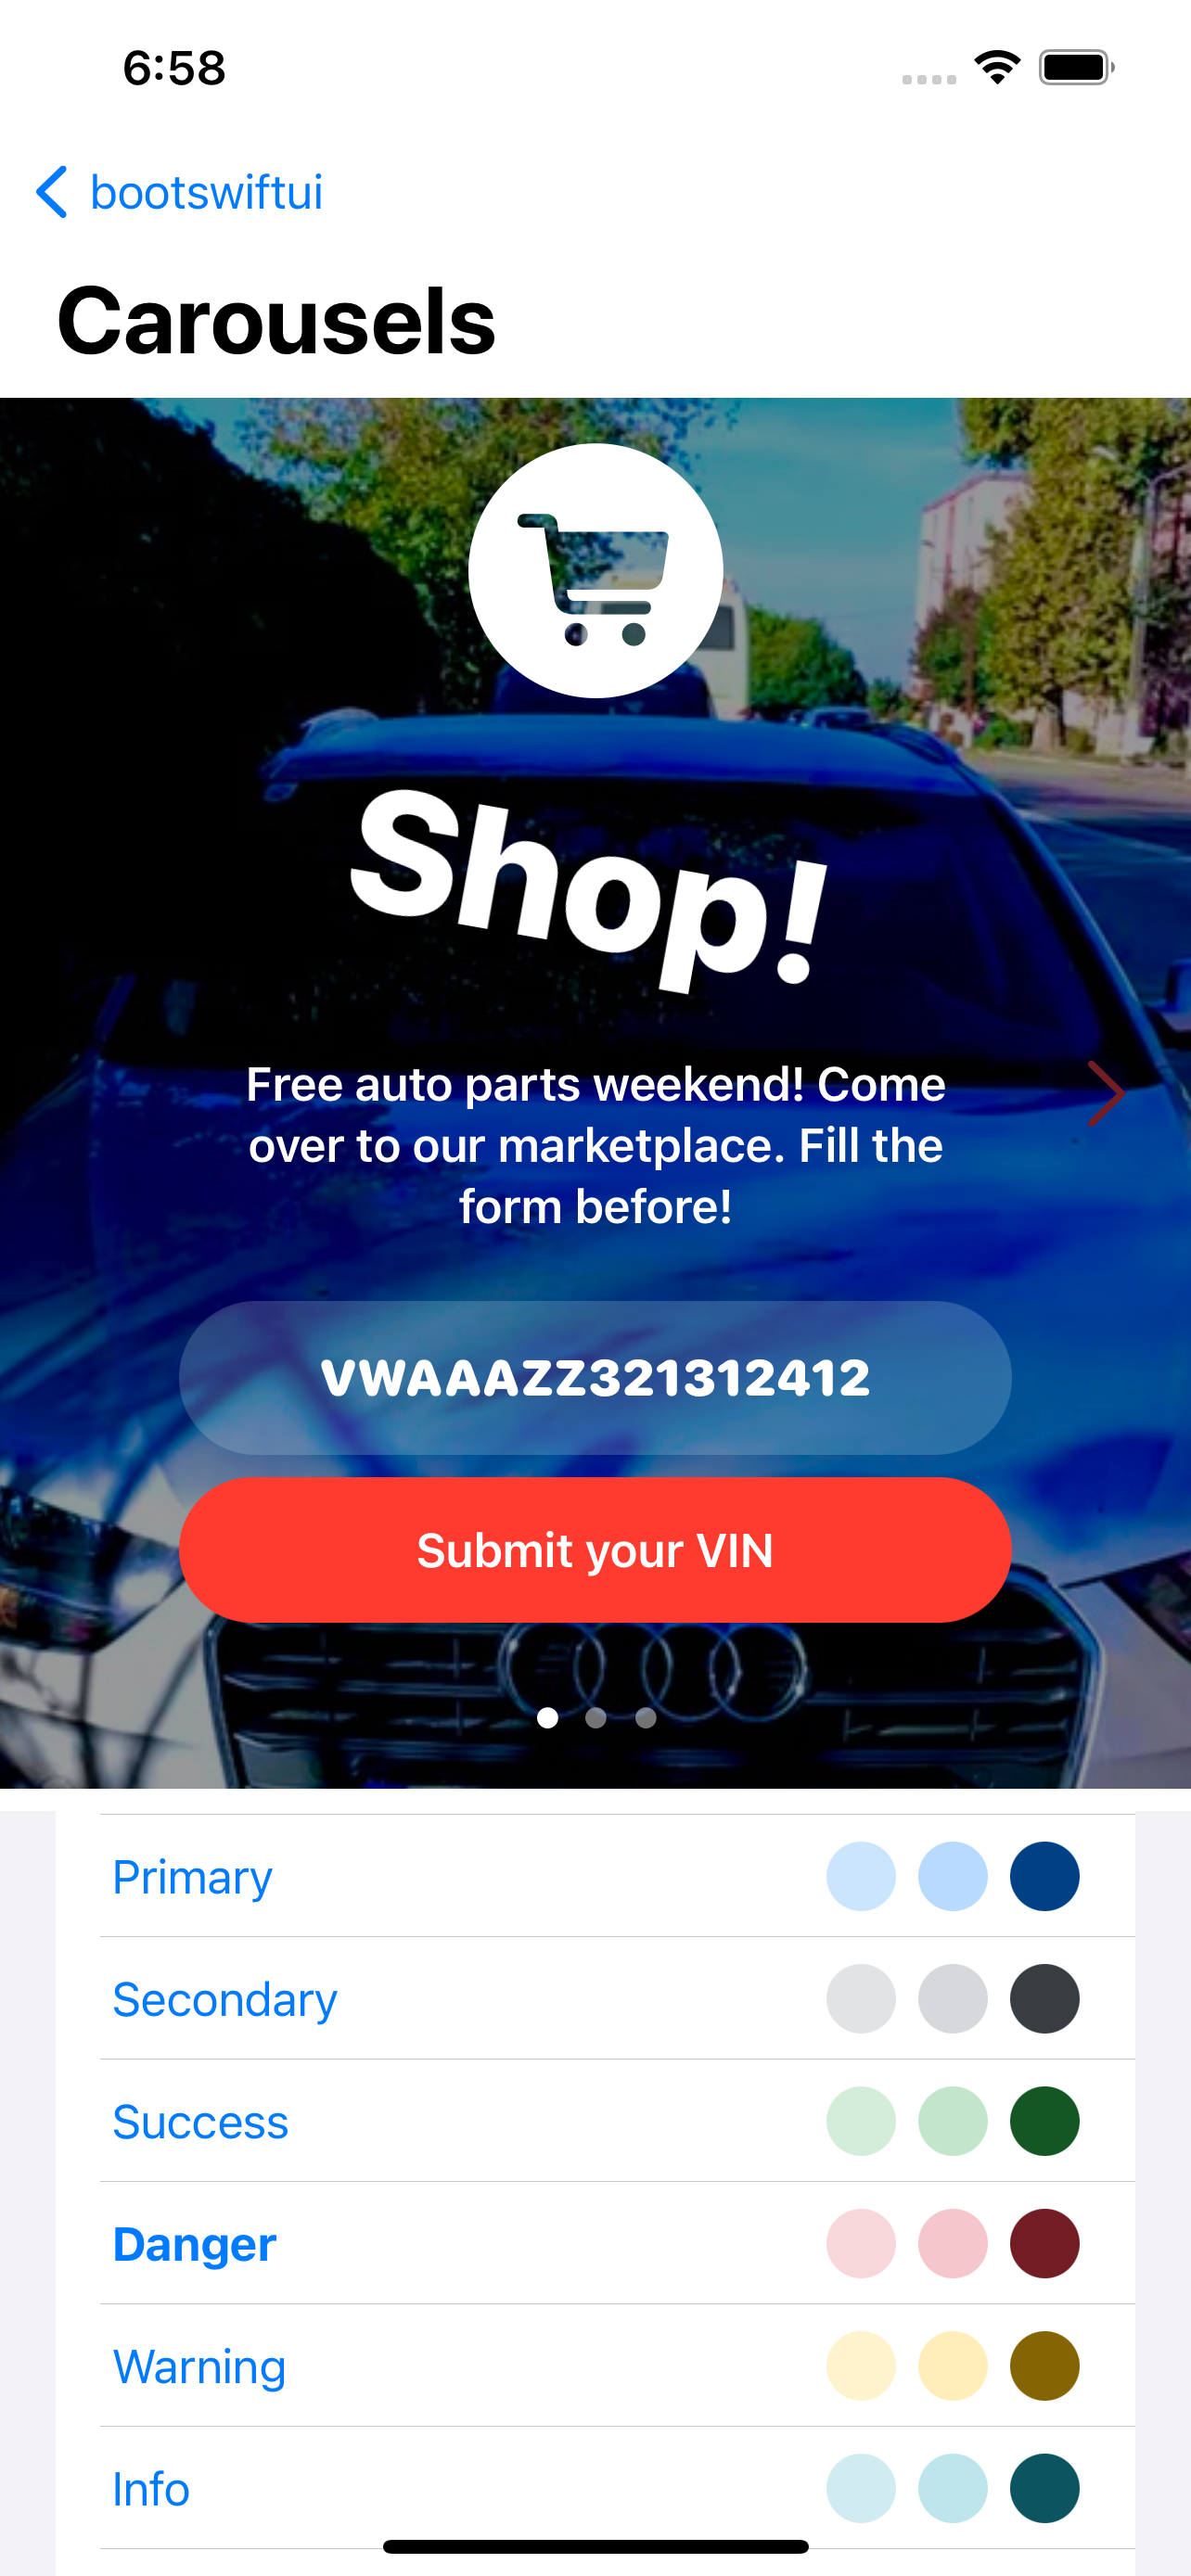 6:58
bootswiftui
Carousels
Shop!
Free auto parts weekend! Come
over to our marketplace. Fill the
form before!
VWAAAZZ321312412
Submit your VIN
Primary
Secondary
Success
Danger
Warning
Info